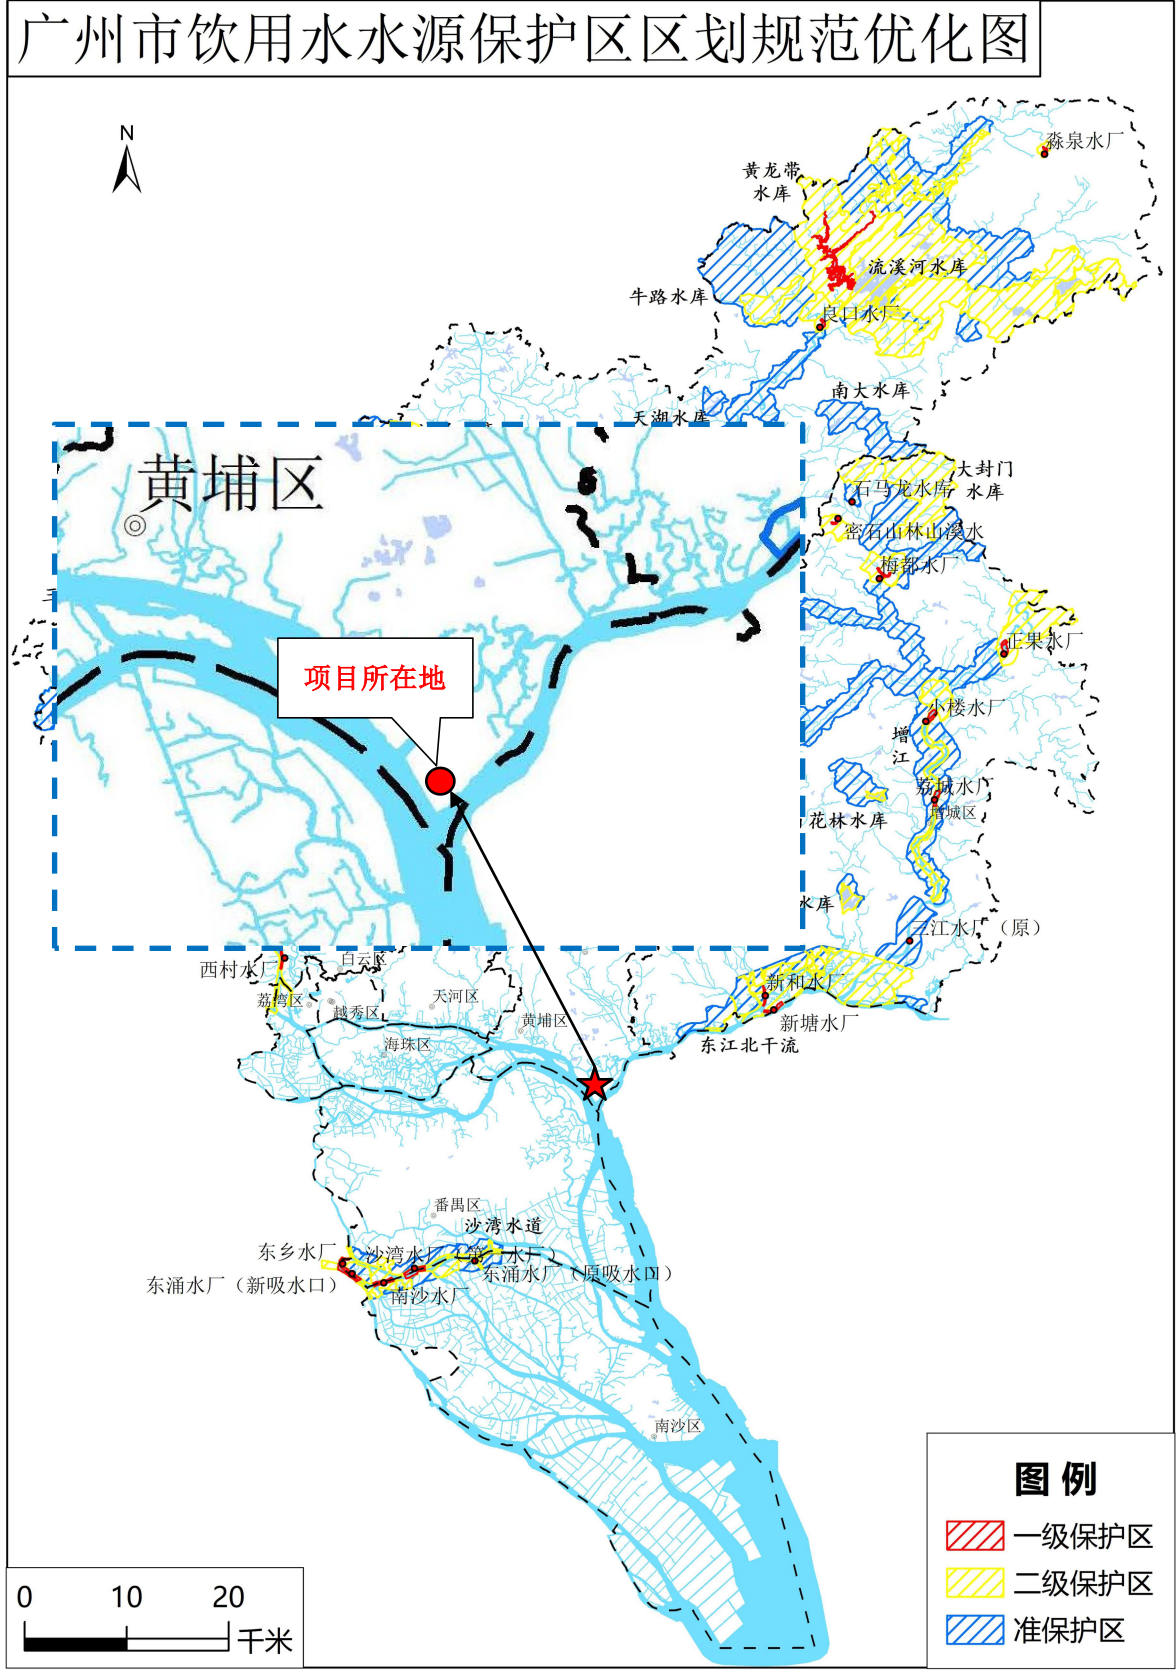 广州市饮用水水源保护区区划规范优化图
N
淼泉水厂
黄龙带
水库
流溪河水库
牛路水库
良口水厂
南大水库
天湖水库
大封门
水库
石马龙水库
密石山林山溪水
梅都水厂
黄埔区
正果水厂
项目所在地
小楼水厂
增
江
荔城水厂
增城区
花林水库
水库
三江水厂（原）
西村水厂
白云区
新和水厂
荔湾区
越秀区
天河区
黄埔区
新塘水厂
海珠区
东江北干流
番禺区
沙湾水道
东乡水厂
沙湾水厂（第一水厂）
东涌水厂（新吸水口）
东涌水厂（原吸水口）
南沙水厂
南沙区
图例
一级保护区
二级保护区
准保护区
0 10 20
千米